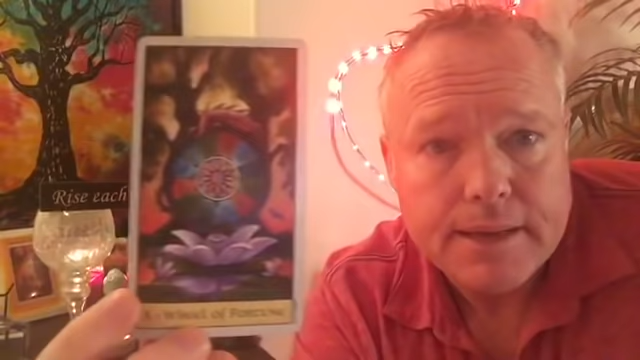 Rise each
X • Wheel of Fortune